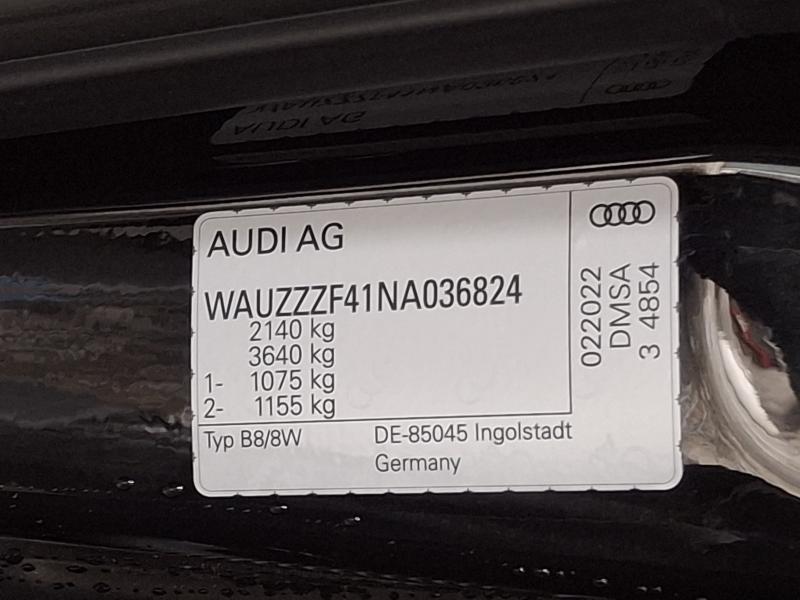 AUDI AG
WAUZZZF41NA036824
2140 kg
3640 kg
1- 1075 kg
2- 1155 kg
Typ B8/8W
DE-85045 Ingolstadt
Germany
022022
DMSA
3 4854